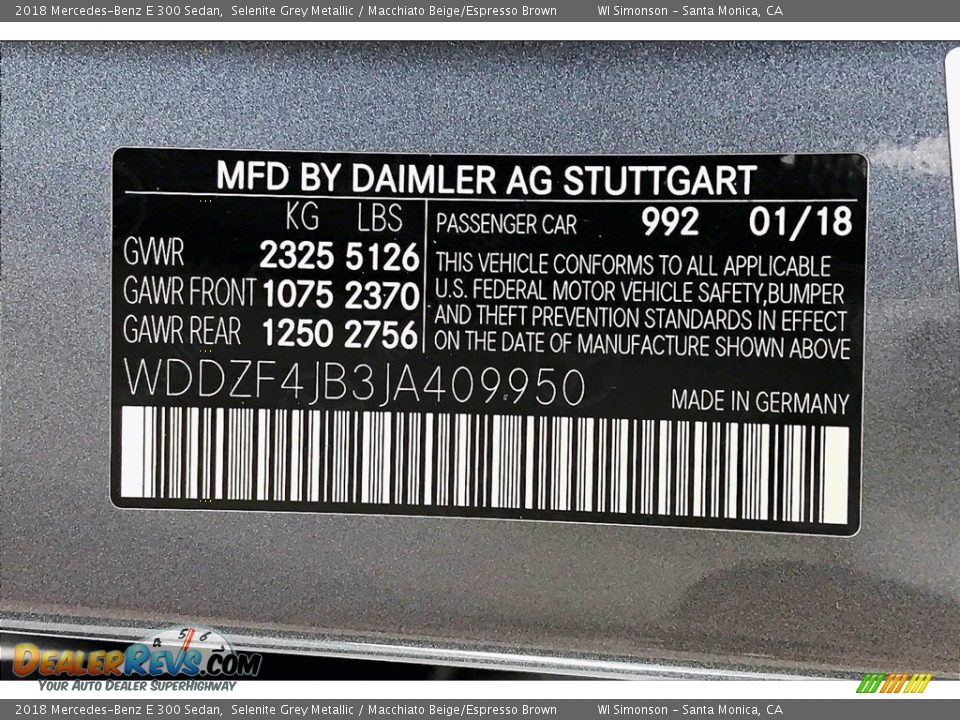 2018 Mercedes-Benz E 300 Sedan, Selenite Grey Metallic / Macchiato Beige/Espresso Brown WI Simonson - Santa Monica, CA
MFD BY DAIMLER AG STUTTGART
KG LBS
GVWR 2325 5126
GAWR FRONT 1075 2370
GAWR REAR 1250 2756
PASSENGER CAR 992 01/18
THIS VEHICLE CONFORMS TO ALL APPLICABLE
U.S. FEDERAL MOTOR VEHICLE SAFETY,BUMPER
AND THEFT PREVENTION STANDARDS IN EFFECT
ON THE DATE OF MANUFACTURE SHOWN ABOVE
WDDZF4JB3JA409950
MADE IN GERMANY
4 5 6
DEALERREVS.COM
YOUR AUTO DEALER SUPERHIGHWAY
2018 Mercedes-Benz E 300 Sedan, Selenite Grey Metallic / Macchiato Beige/Espresso Brown WI Simonson - Santa Monica, CA